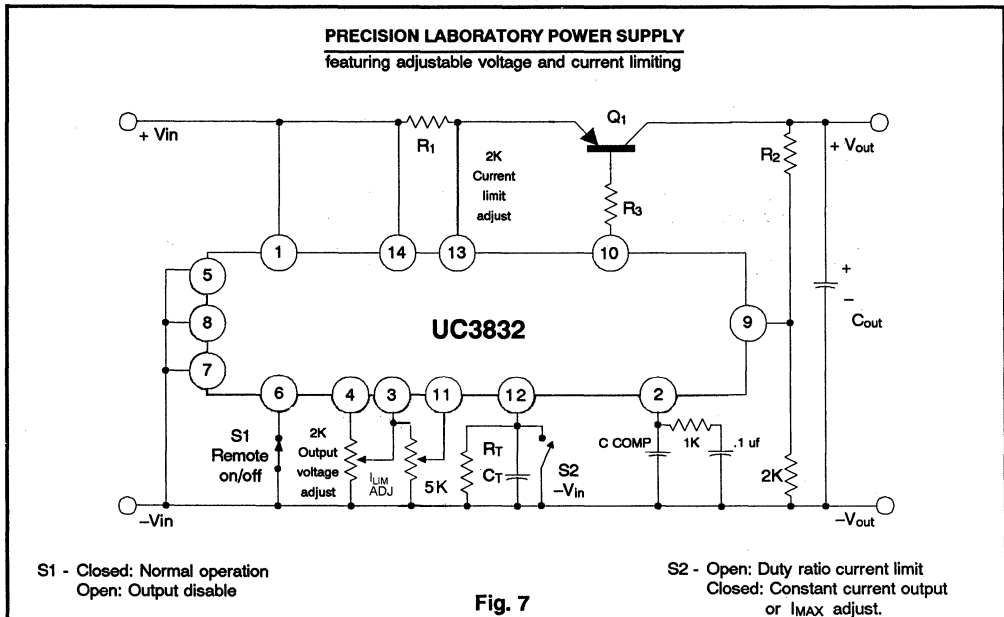 PRECISION LABORATORY POWER SUPPLY
featuring adjustable voltage and current limiting
+ Vin
R1
2K
Current
limit
adjust
Q1
R3
R2
+ Vout
+
–
Cout
1
14
13
10
5
8
7
9
UC3832
6
4
3
11
12
2
S1
Remote
on/off
2K
Output
voltage
adjust
ILIM
ADJ
5K
RT
CT
S2
–Vin
C COMP
1K
.1 uf
2K
–Vin
–Vout
S1 - Closed: Normal operation
Open: Output disable
S2 - Open: Duty ratio current limit
Closed: Constant current output
or IMAX adjust.
Fig. 7